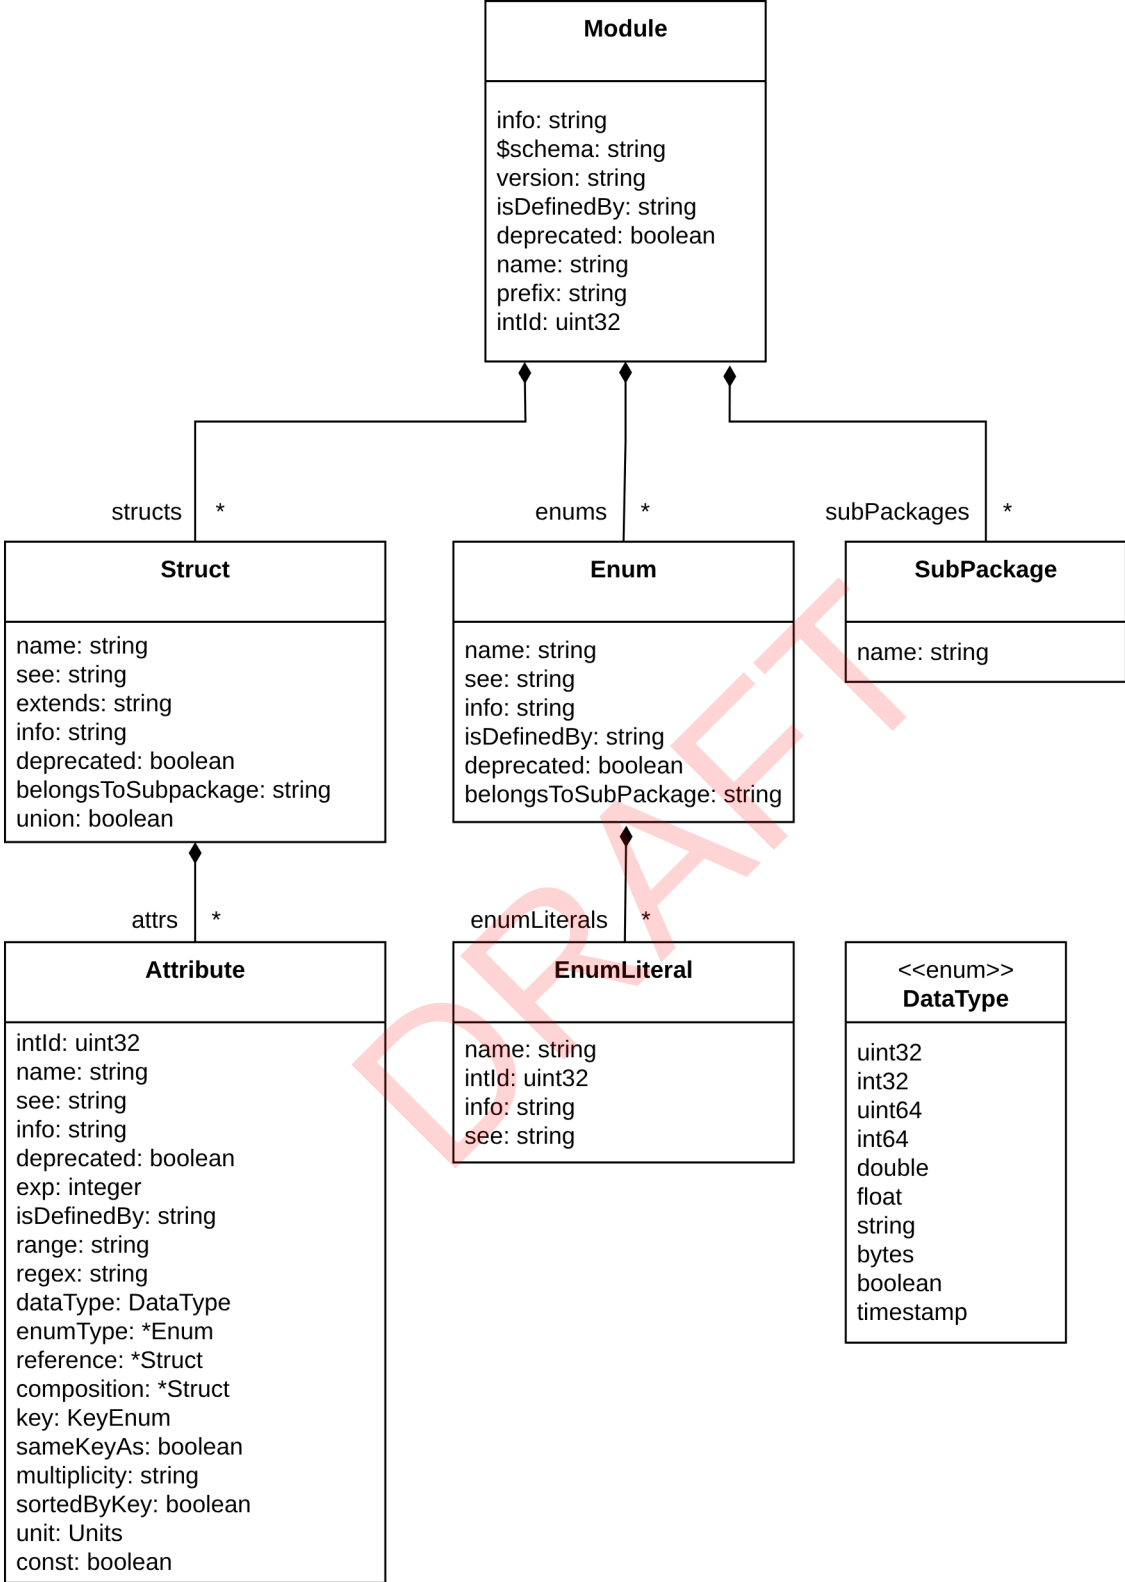 Module
info: string
$schema: string
version: string
isDefinedBy: string
deprecated: boolean
name: string
prefix: string
intId: uint32
structs *
enums *
subPackages *
Struct
name: string
see: string
extends: string
info: string
deprecated: boolean
belongsToSubpackage: string
union: boolean
Enum
name: string
see: string
info: string
isDefinedBy: string
deprecated: boolean
belongsToSubPackage: string
SubPackage
name: string
attrs *
enumLiterals *
Attribute
intId: uint32
name: string
see: string
info: string
deprecated: boolean
exp: integer
isDefinedBy: string
range: string
regex: string
dataType: DataType
enumType: *Enum
reference: *Struct
composition: *Struct
key: KeyEnum
sameKeyAs: boolean
multiplicity: string
sortedByKey: boolean
unit: Units
const: boolean
EnumLiteral
name: string
intId: uint32
info: string
see: string
<<enum>>
DataType
uint32
int32
uint64
int64
double
float
string
bytes
boolean
timestamp
DRAFT